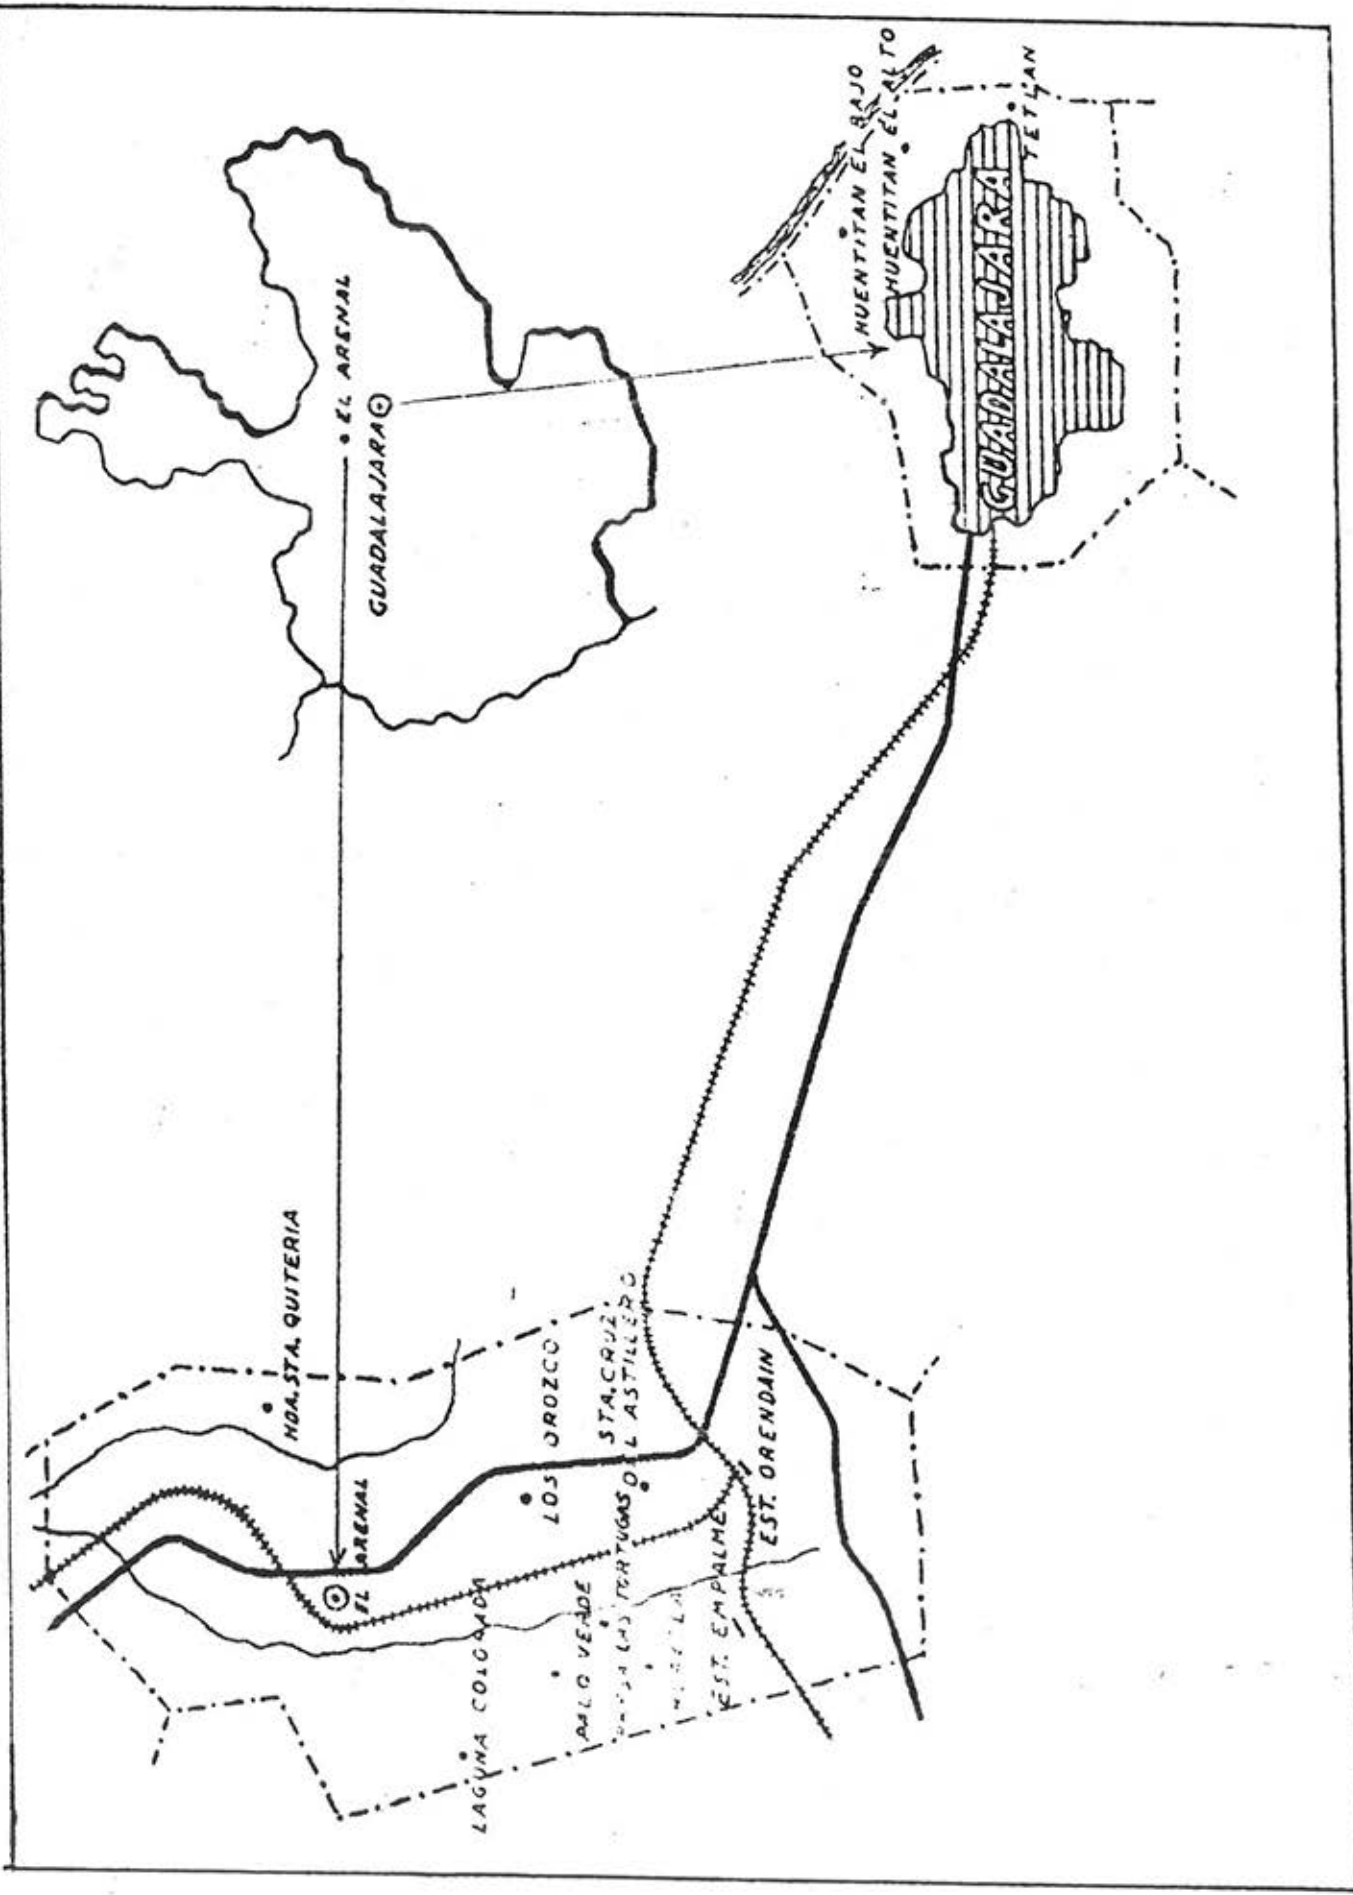 EL ARENAL
GUADALAJARA
HUENTITAN EL BAJO
HUENTITAN EL ALTO
TETLAN
GUADALAJARA
HDA. STA. QUITERIA
EL ARENAL
LOS OROZCO
STA. CRUZ
DEL ASTILLERO
LAGUNA COLORADA
PALO VERDE
LAS TORTUGAS
EST. EMPALME
EST. ORENDAIN